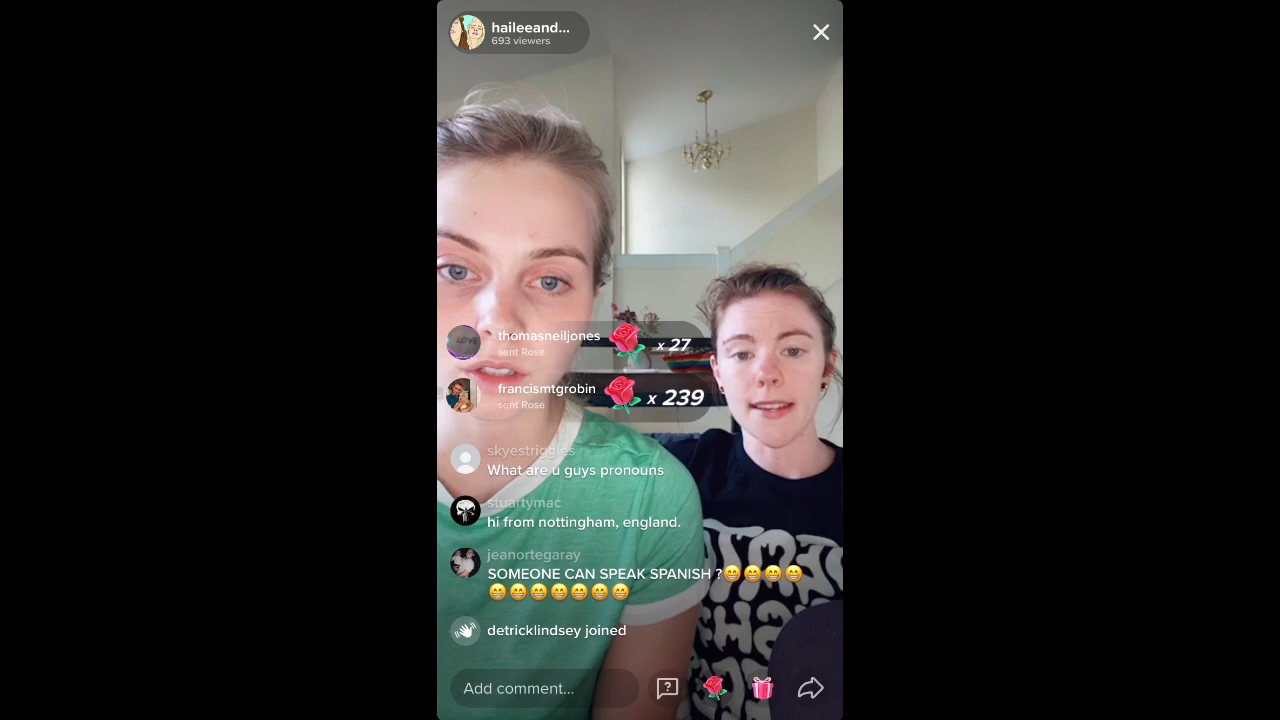 haileeand...
693 viewers
LOVE
thomasneiljones
sent Rose
x 27
francismtgrobin
sent Rose
x 239
skyestriggles
What are u guys pronouns
stuartymac
hi from nottingham, england.
jeanortegaray
SOMEONE CAN SPEAK SPANISH ?😁😁😁😁
😁😁😁😁😁😁😁
detricklindsey joined
Add comment...
?